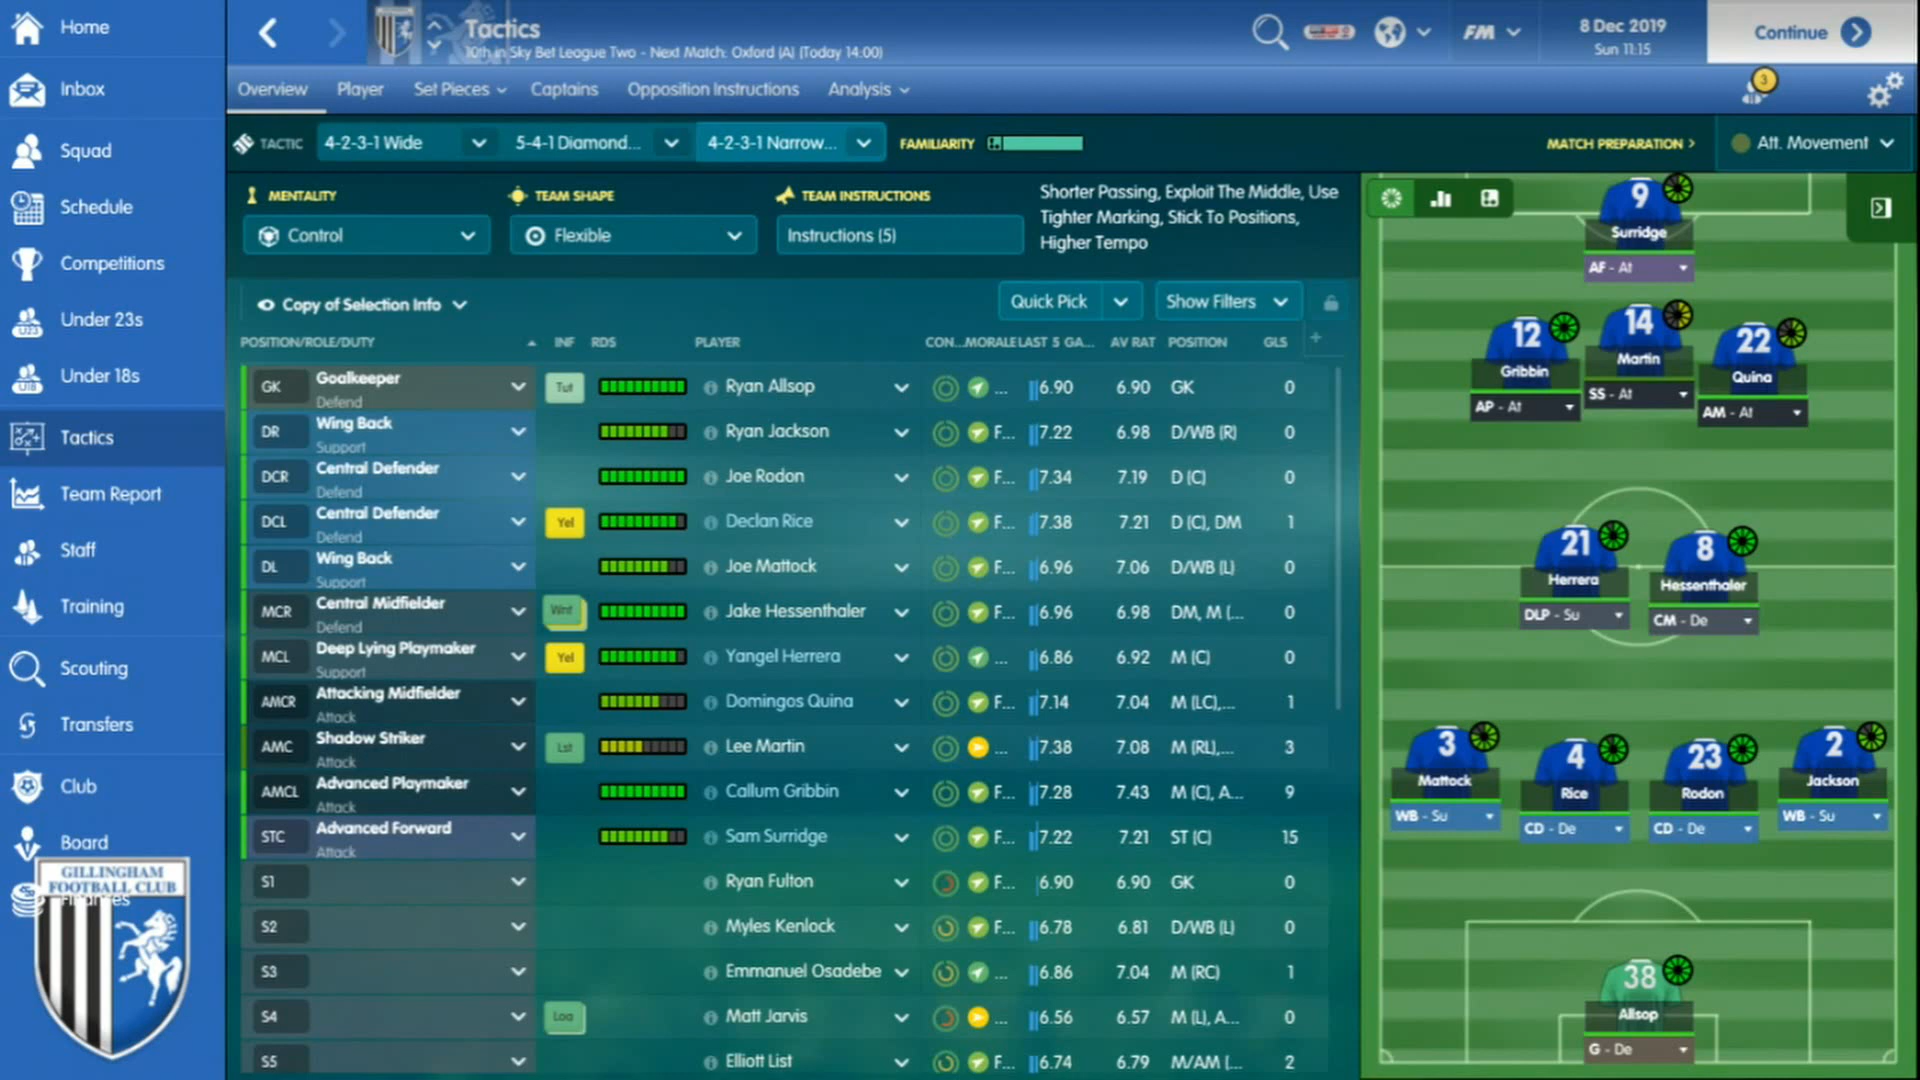 Home
Inbox
Squad
Schedule
Competitions
Under 23s
Under 18s
Tactics
Team Report
Staff
Training
Scouting
Transfers
Club
Board
Finances
GILLINGHAM
FOOTBALL CLUB
Tactics
10th in Sky Bet League Two - Next Match: Oxford (A) (Today 14:00)
FM
8 Dec 2019
Sun 11:15
Continue
Overview Player Set Pieces Captains Opposition Instructions Analysis
3
TACTIC 4-2-3-1 Wide 5-4-1 Diamond... 4-2-3-1 Narrow... FAMILIARITY
MATCH PREPARATION > Att. Movement
MENTALITY TEAM SHAPE TEAM INSTRUCTIONS
Control Flexible Instructions (5)
Shorter Passing, Exploit The Middle, Use
Tighter Marking, Stick To Positions,
Higher Tempo
Copy of Selection Info Quick Pick Show Filters
POSITION/ROLE/DUTY INF RDS PLAYER CON... MORALE LAST 5 GA... AV RAT POSITION GLS +
GK Goalkeeper Tut Ryan Allsop ... 6.90 6.90 GK 0
Defend
DR Wing Back Ryan Jackson F... 7.22 6.98 D/WB (R) 0
Support
DCR Central Defender Joe Rodon F... 7.34 7.19 D (C) 0
Defend
DCL Central Defender Yel Declan Rice F... 7.38 7.21 D (C), DM 1
Defend
DL Wing Back Joe Mattock F... 6.96 7.06 D/WB (L) 0
Support
MCR Central Midfielder Wnt Jake Hessenthaler F... 6.96 6.98 DM, M (... 0
Defend
MCL Deep Lying Playmaker Yel Yangel Herrera ... 6.86 6.92 M (C) 0
Support
AMCR Attacking Midfielder Domingos Quina F... 7.14 7.04 M (LC),... 1
Attack
AMC Shadow Striker Lst Lee Martin ... 7.38 7.08 M (RL),... 3
Attack
AMCL Advanced Playmaker Callum Gribbin F... 7.28 7.43 M (C), A... 9
Attack
STC Advanced Forward Sam Surridge F... 7.22 7.21 ST (C) 15
Attack
S1 Ryan Fulton F... 6.90 6.90 GK 0
S2 Myles Kenlock F... 6.78 6.81 D/WB (L) 0
S3 Emmanuel Osadebe ... 6.86 7.04 M (RC) 1
S4 Loa Matt Jarvis ... 6.56 6.57 M (L), A... 0
S5 Elliott List F... 6.74 6.79 M/AM (... 2
9
Surridge
AF - At
12 14 22
Gribbin Martin Quina
AP - At SS - At AM - At
21 8
Herrera Hessenthaler
DLP - Su CM - De
3 4 23 2
Mattock Rice Rodon Jackson
WB - Su CD - De CD - De WB - Su
38
Allsop
G - De